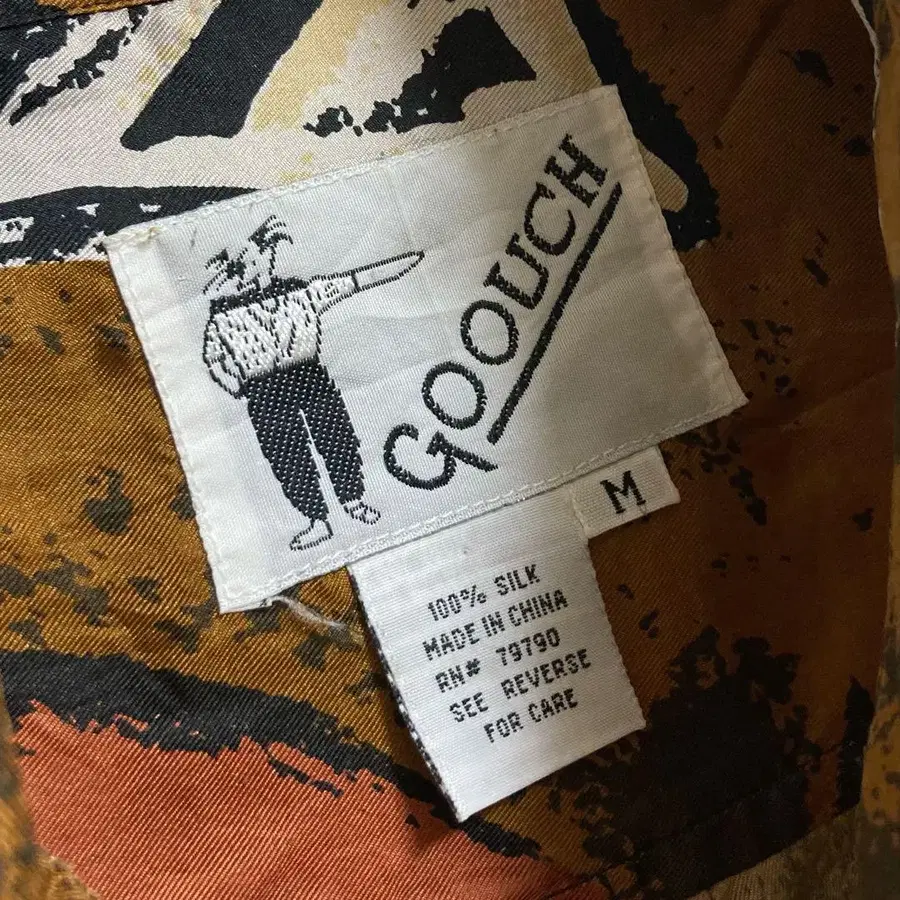 GOOUCH
M
100% SILK
MADE IN CHINA
RN# 79790
SEE REVERSE
FOR CARE